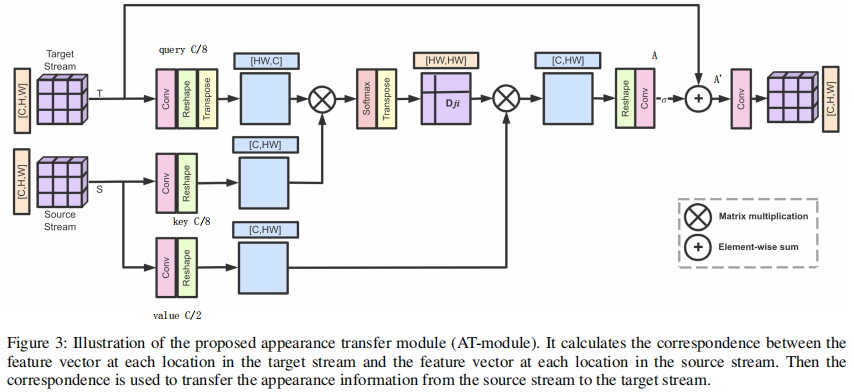 query C/8
[HW,C]
[HW,HW]
[C,HW]
A
Target
Stream
[C,H,W]
T
Conv
Reshape
Transpose
Softmax
Transpose
Dji
Reshape
Conv
σ
A'
Conv
[C,H,W]
[C,HW]
[C,H,W]
S
Source
Stream
Conv
Reshape
key C/8
[C,HW]
Conv
Reshape
value C/2
Matrix multiplication
Element-wise sum
Figure 3: Illustration of the proposed appearance transfer module (AT-module). It calculates the correspondence between the
feature vector at each location in the target stream and the feature vector at each location in the source stream. Then the
correspondence is used to transfer the appearance information from the source stream to the target stream.